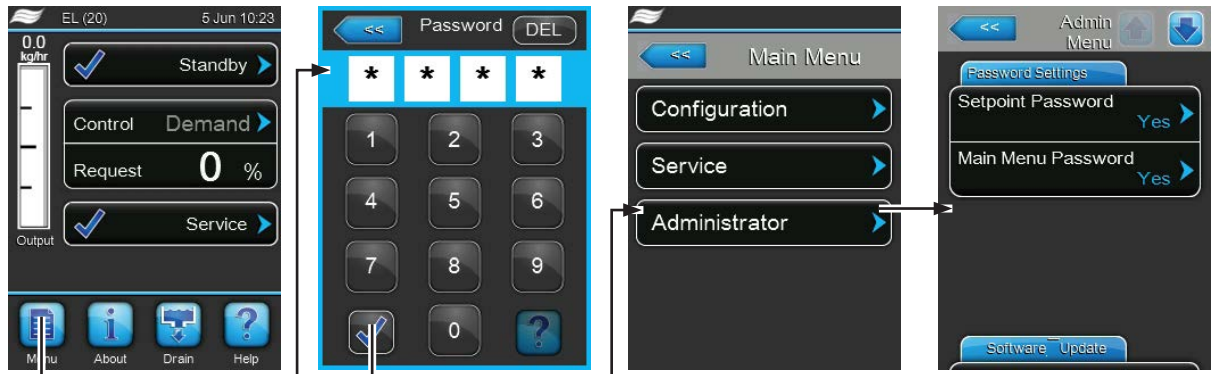 EL (20) 5 Jun 10:23
0.0
kg/hr
Standby
Control Demand
Request 0 %
Service
Output
Menu About Drain Help
<< Password DEL
* * * *
1 2 3
4 5 6
7 8 9
0 ?
<< Main Menu
Configuration
Service
Administrator
<< Admin
Menu
Password Settings
Setpoint Password
Yes
Main Menu Password
Yes
Software Update